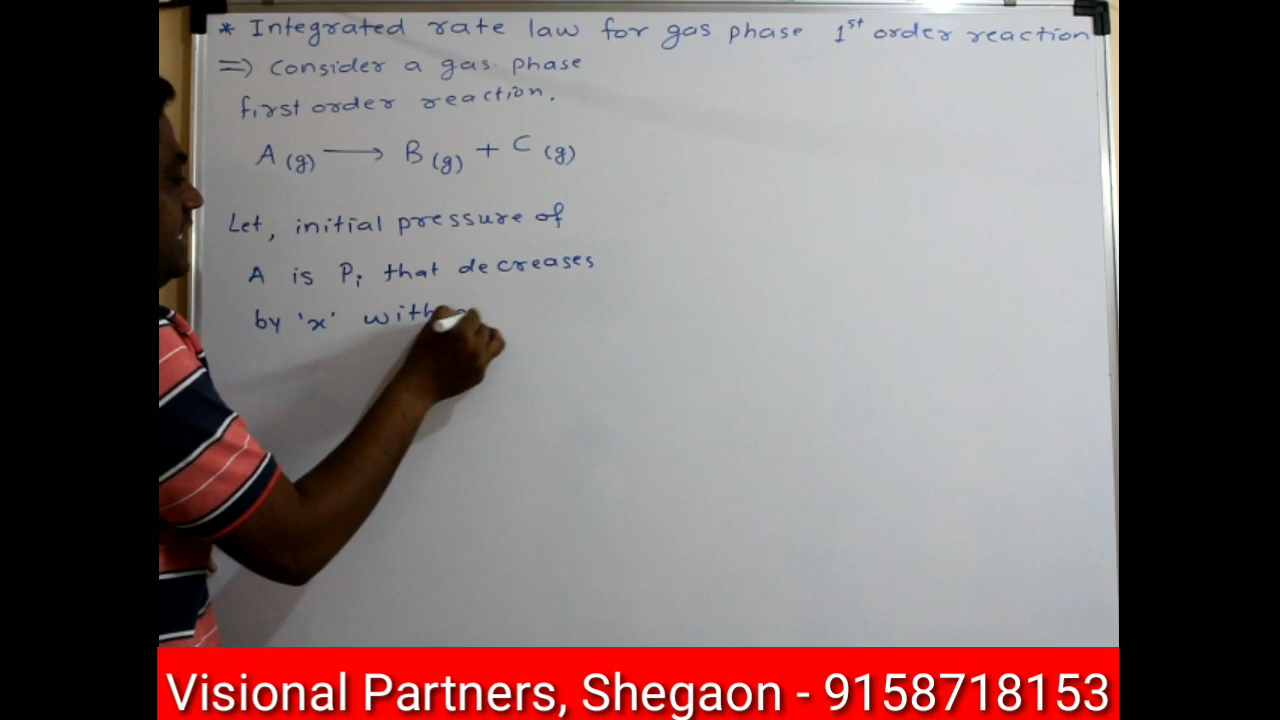 * Integrated rate law for gas phase 1st order reaction
=> Consider a gas phase
first order reaction.
A (g) ⟶ B (g) + C (g)
Let, initial pressure of
A is Pi that decreases
by 'x' with
Visional Partners, Shegaon - 9158718153